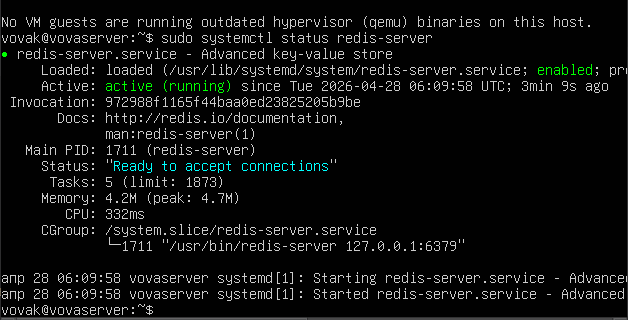 No VM guests are running outdated hypervisor (qemu) binaries on this host.
vovak@vovaserver:~$ sudo systemctl status redis-server
● redis-server.service - Advanced key-value store
     Loaded: loaded (/usr/lib/systemd/system/redis-server.service; enabled; pre
     Active: active (running) since Tue 2026-04-28 06:09:58 UTC; 3min 9s ago
 Invocation: 972988f1165f44baa0ed23825205b9be
       Docs: http://redis.io/documentation,
             man:redis-server(1)
   Main PID: 1711 (redis-server)
     Status: "Ready to accept connections"
      Tasks: 5 (limit: 1873)
     Memory: 4.2M (peak: 4.7M)
        CPU: 332ms
     CGroup: /system.slice/redis-server.service
             └─1711 "/usr/bin/redis-server 127.0.0.1:6379"

апр 28 06:09:58 vovaserver systemd[1]: Starting redis-server.service - Advanced
апр 28 06:09:58 vovaserver systemd[1]: Started redis-server.service - Advanced
vovak@vovaserver:~$